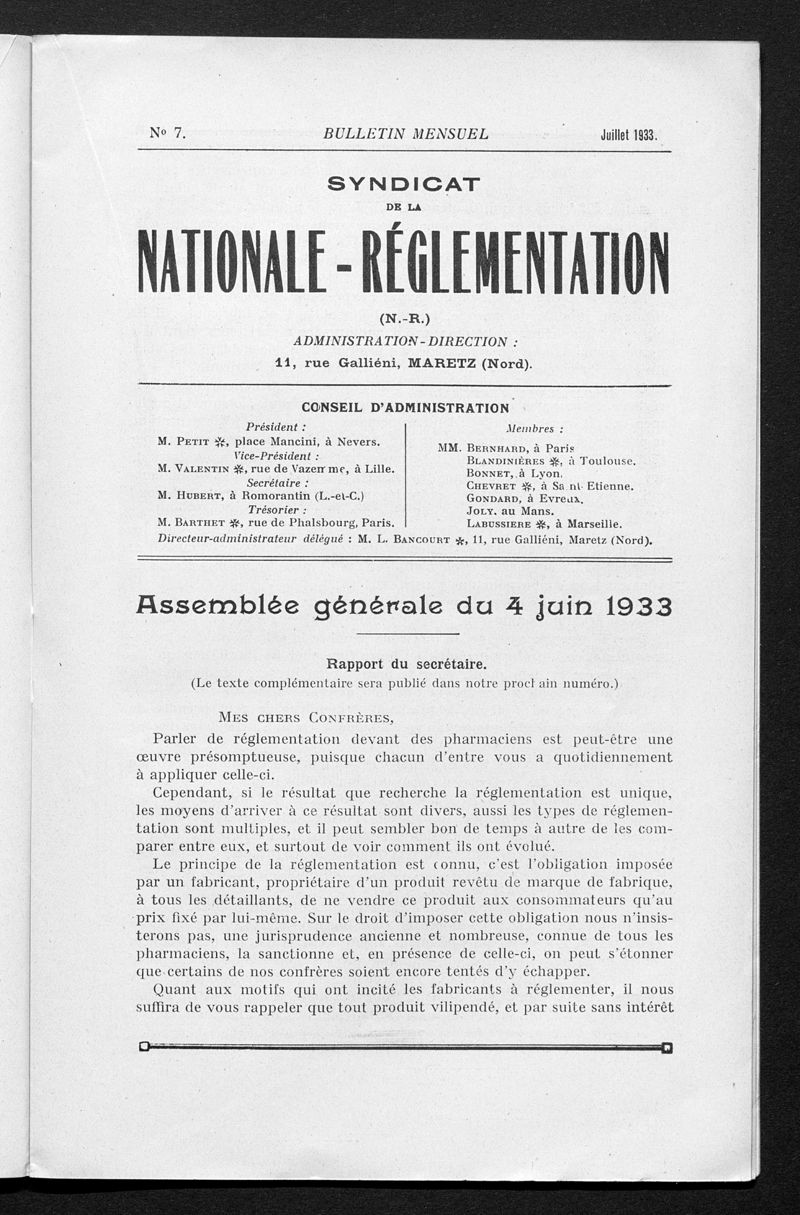 No 7.
BULLETIN MENSUEL
Juillet 1933.
SYNDICAT
DE LA
NATIONALE-RÉGLEMENTATION
(N.-R.)
ADMINISTRATION-DIRECTION :
11, rue Galliéni, MARETZ (Nord).
CONSEIL D'ADMINISTRATION
Président :
M. PETIT ✻, place Mancini, à Nevers.
Vice-Président :
M. VALENTIN ✻, rue de Vazemme, à Lille.
Secrétaire :
M. HUBERT, à Romorantin (L.-et-C.)
Trésorier :
M. BARTHET ✻, rue de Phalsbourg, Paris.
Membres :
MM. BERNHARD, à Paris
BLANDINIÈRES ✻, à Toulouse.
BONNET, à Lyon.
CHEVRET ✻, à Saint-Etienne.
GONDARD, à Evreux.
JOLY, au Mans.
LABUSSIERE ✻, à Marseille.
Directeur-administrateur délégué : M. L. BANCOURT ✻, 11, rue Galliéni, Maretz (Nord).
Assemblée générale du 4 juin 1933
Rapport du secrétaire.
(Le texte complémentaire sera publié dans notre prochain numéro.)
MES CHERS CONFRÈRES,
Parler de réglementation devant des pharmaciens est peut-être une
œuvre présomptueuse, puisque chacun d'entre vous a quotidiennement
à appliquer celle-ci.
Cependant, si le résultat que recherche la réglementation est unique,
les moyens d'arriver à ce résultat sont divers, aussi les types de réglemen-
tation sont multiples, et il peut sembler bon de temps à autre de les com-
parer entre eux, et surtout de voir comment ils ont évolué.
Le principe de la réglementation est connu, c'est l'obligation imposée
par un fabricant, propriétaire d'un produit revêtu de marque de fabrique,
à tous les détaillants, de ne vendre ce produit aux consommateurs qu'au
prix fixé par lui-même. Sur le droit d'imposer cette obligation nous n'insis-
terons pas, une jurisprudence ancienne et nombreuse, connue de tous les
pharmaciens, la sanctionne et, en présence de celle-ci, on peut s'étonner
que certains de nos confrères soient encore tentés d'y échapper.
Quant aux motifs qui ont incité les fabricants à réglementer, il nous
suffira de vous rappeler que tout produit vilipendé, et par suite sans intérêt